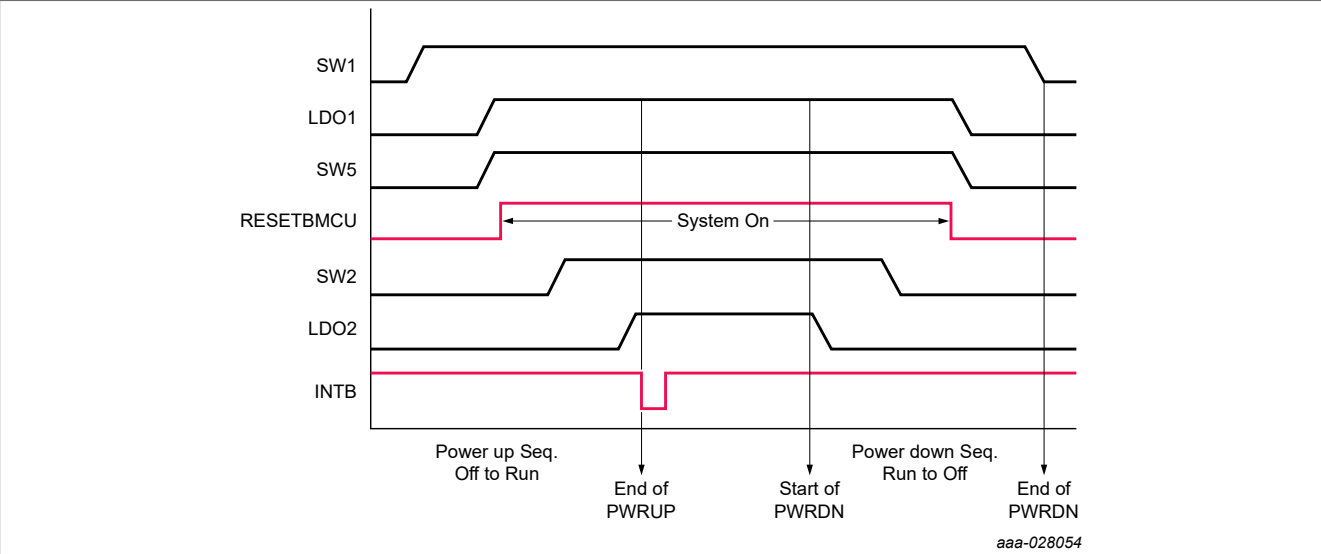 SW1
LDO1
SW5
RESETBMCU
System On
SW2
LDO2
INTB
Power up Seq.
Off to Run
Power down Seq.
Run to Off
End of
PWRUP
Start of
PWRDN
End of
PWRDN
aaa-028054